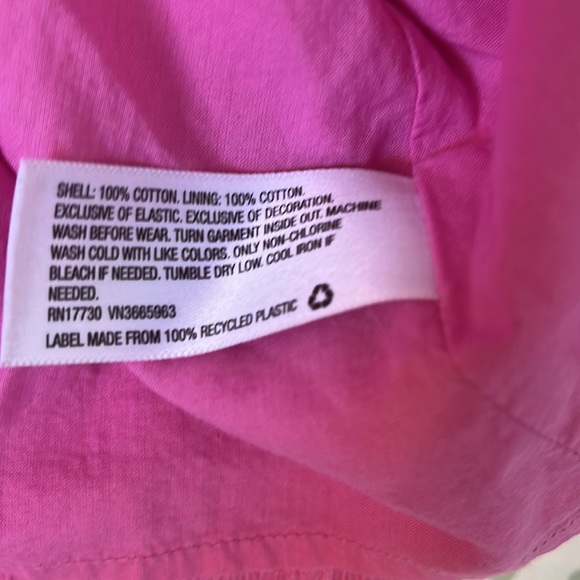 SHELL: 100% COTTON. LINING: 100% COTTON.
EXCLUSIVE OF ELASTIC. EXCLUSIVE OF DECORATION.
WASH BEFORE WEAR. TURN GARMENT INSIDE OUT. MACHINE
WASH COLD WITH LIKE COLORS. ONLY NON-CHLORINE
BLEACH IF NEEDED. TUMBLE DRY LOW. COOL IRON IF
NEEDED.
RN17730 VN3665963
LABEL MADE FROM 100% RECYCLED PLASTIC